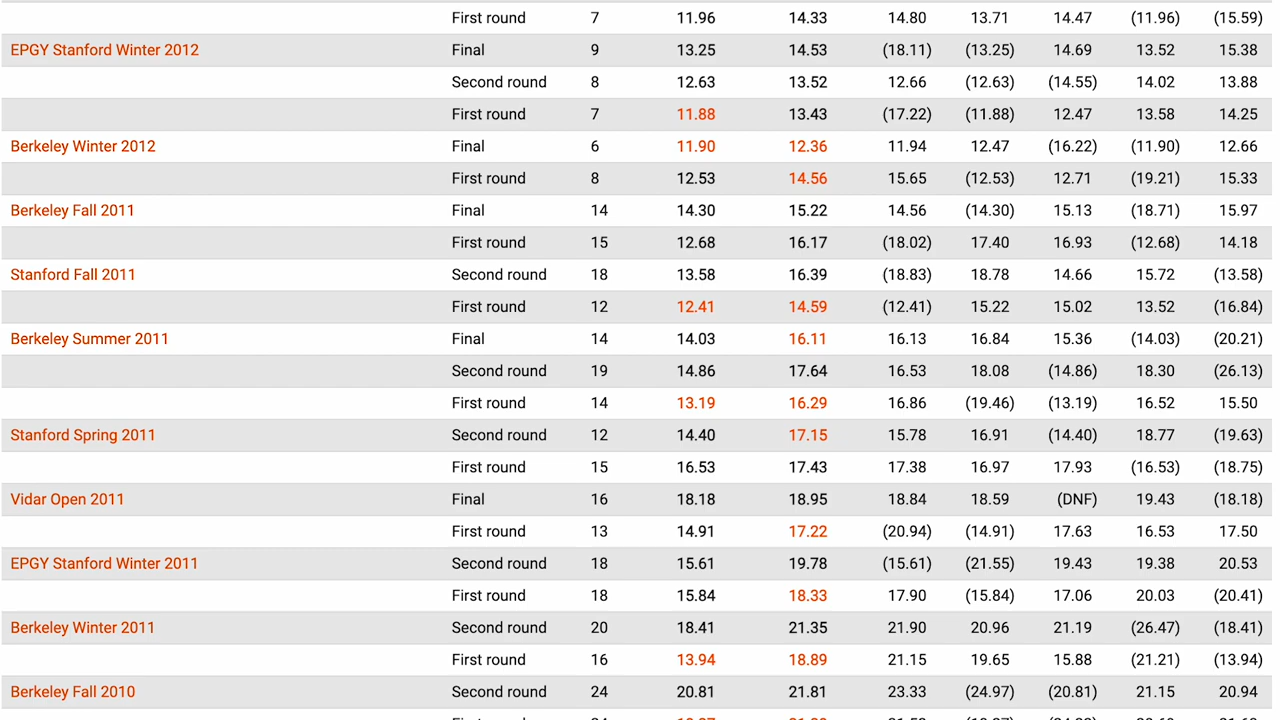 First round 7 11.96 14.33 14.80 13.71 14.47 (11.96) (15.59)
EPGY Stanford Winter 2012 Final 9 13.25 14.53 (18.11) (13.25) 14.69 13.52 15.38
Second round 8 12.63 13.52 12.66 (12.63) (14.55) 14.02 13.88
First round 7 11.88 13.43 (17.22) (11.88) 12.47 13.58 14.25
Berkeley Winter 2012 Final 6 11.90 12.36 11.94 12.47 (16.22) (11.90) 12.66
First round 8 12.53 14.56 15.65 (12.53) 12.71 (19.21) 15.33
Berkeley Fall 2011 Final 14 14.30 15.22 14.56 (14.30) 15.13 (18.71) 15.97
First round 15 12.68 16.17 (18.02) 17.40 16.93 (12.68) 14.18
Stanford Fall 2011 Second round 18 13.58 16.39 (18.83) 18.78 14.66 15.72 (13.58)
First round 12 12.41 14.59 (12.41) 15.22 15.02 13.52 (16.84)
Berkeley Summer 2011 Final 14 14.03 16.11 16.13 16.84 15.36 (14.03) (20.21)
Second round 19 14.86 17.64 16.53 18.08 (14.86) 18.30 (26.13)
First round 14 13.19 16.29 16.86 (19.46) (13.19) 16.52 15.50
Stanford Spring 2011 Second round 12 14.40 17.15 15.78 16.91 (14.40) 18.77 (19.63)
First round 15 16.53 17.43 17.38 16.97 17.93 (16.53) (18.75)
Vidar Open 2011 Final 16 18.18 18.95 18.84 18.59 (DNF) 19.43 (18.18)
First round 13 14.91 17.22 (20.94) (14.91) 17.63 16.53 17.50
EPGY Stanford Winter 2011 Second round 18 15.61 19.78 (15.61) (21.55) 19.43 19.38 20.53
First round 18 15.84 18.33 17.90 (15.84) 17.06 20.03 (20.41)
Berkeley Winter 2011 Second round 20 18.41 21.35 21.90 20.96 21.19 (26.47) (18.41)
First round 16 13.94 18.89 21.15 19.65 15.88 (21.21) (13.94)
Berkeley Fall 2010 Second round 24 20.81 21.81 23.33 (24.97) (20.81) 21.15 20.94